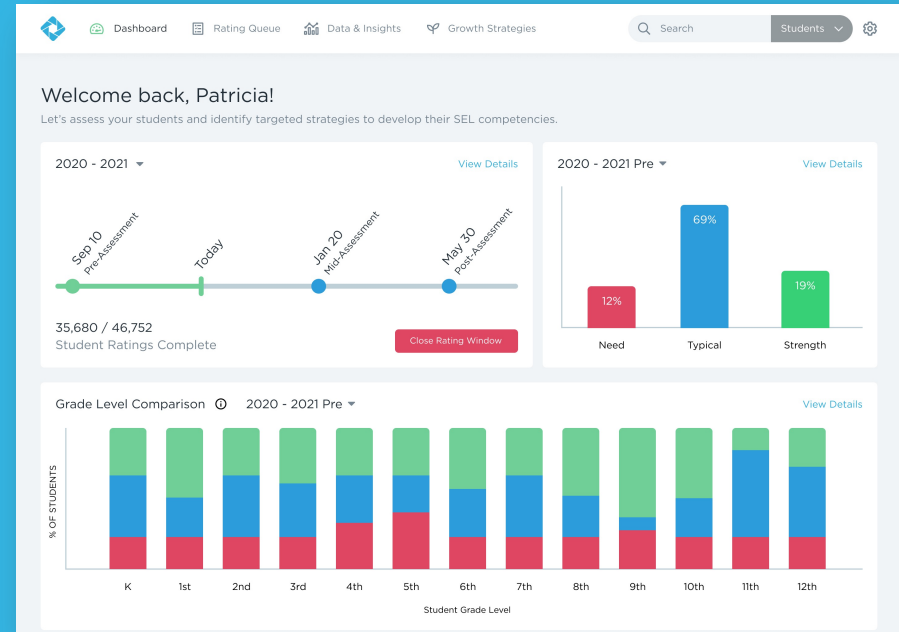 Dashboard
Rating Queue
Data & Insights
Growth Strategies
Search
Students
Welcome back, Patricia!
Let's assess your students and identify targeted strategies to develop their SEL competencies.
2020 - 2021
View Details
Sep 10
Pre-Assessment
Today
Jan 20
Mid-Assessment
May 30
Post-Assessment
35,680 / 46,752
Student Ratings Complete
Close Rating Window
2020 - 2021 Pre
View Details
12%
69%
19%
Need
Typical
Strength
Grade Level Comparison
2020 - 2021 Pre
View Details
% OF STUDENTS
K
1st
2nd
3rd
4th
5th
6th
7th
8th
9th
10th
11th
12th
Student Grade Level